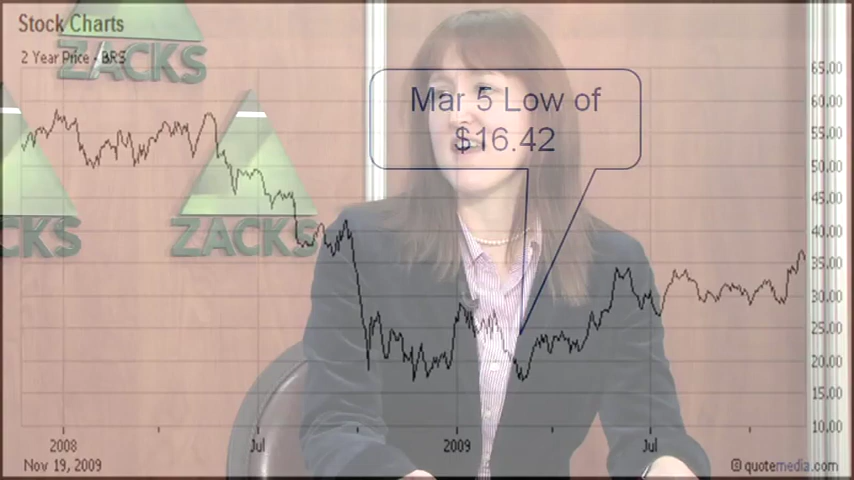 Stock Charts
2 Year Price - BRS
ZACKS
ZACKS
CKS
Mar 5 Low of
$16.42
65.00
60.00
55.00
50.00
45.00
40.00
35.00
30.00
25.00
20.00
15.00
10.00
2008
Jul
2009
Jul
Nov 19, 2009
© quotemedia.com